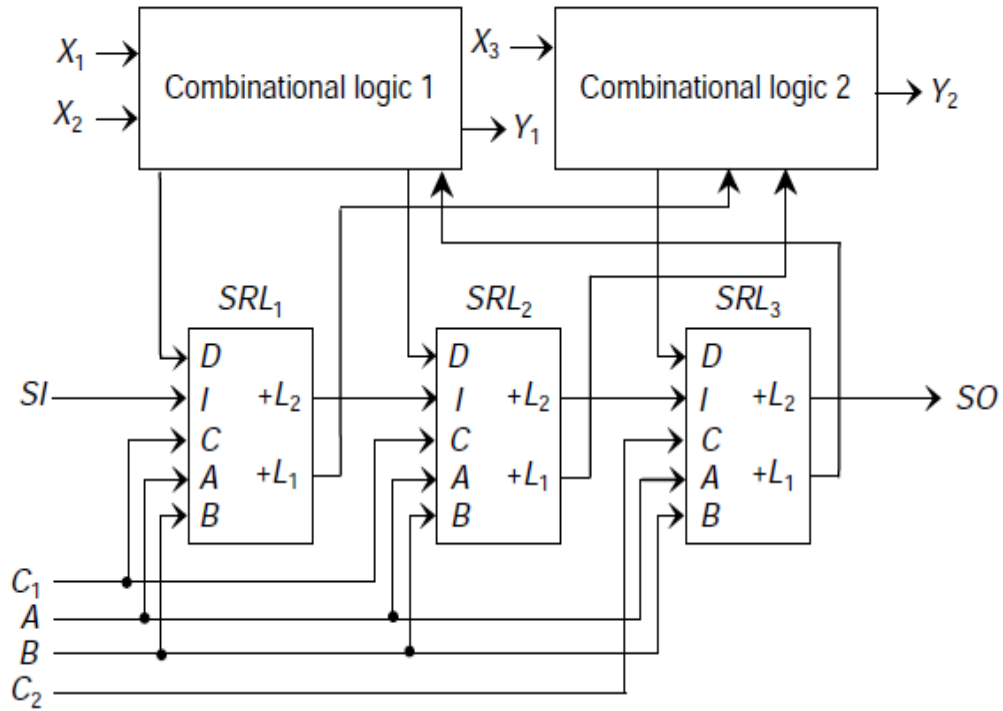 X₁
X₂
Combinational logic 1
Y₁
X₃
Combinational logic 2
Y₂
SRL₁
SRL₂
SRL₃
SI
D
I
C
A
B
+L₂
+L₁
D
I
C
A
B
+L₂
+L₁
D
I
C
A
B
+L₂
+L₁
SO
C₁
A
B
C₂